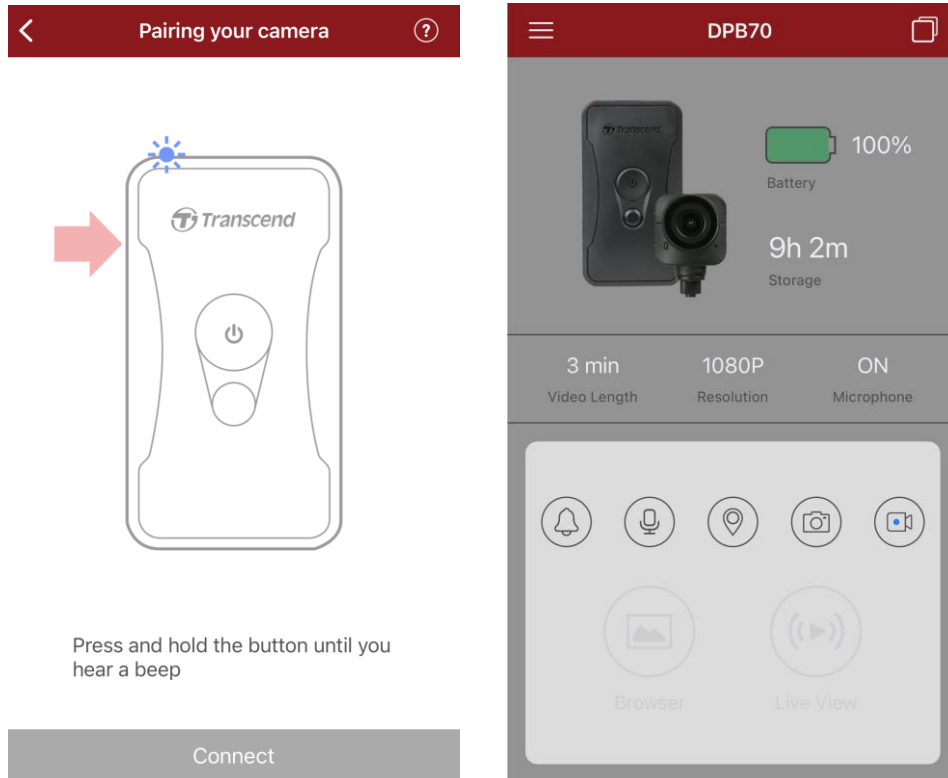 Pairing your camera
?
Transcend
Press and hold the button until you
hear a beep
Connect
DPB70
Transcend
100%
Battery
9h 2m
Storage
3 min 1080P ON
Video Length Resolution Microphone
Browser Live View